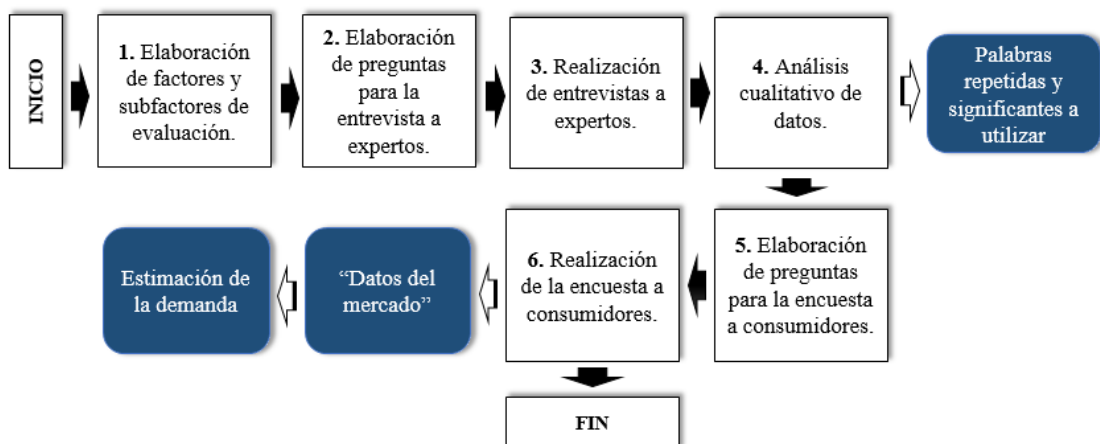 INICIO
1. Elaboración
de factores y
subfactores de
evaluación.
2. Elaboración
de preguntas
para la
entrevista a
expertos.
3. Realización
de entrevistas a
expertos.
4. Análisis
cualitativo de
datos.
Palabras
repetidas y
significantes a
utilizar
5. Elaboración
de preguntas
para la encuesta
a consumidores.
6. Realización
de la encuesta a
consumidores.
“Datos del
mercado”
Estimación de
la demanda
FIN